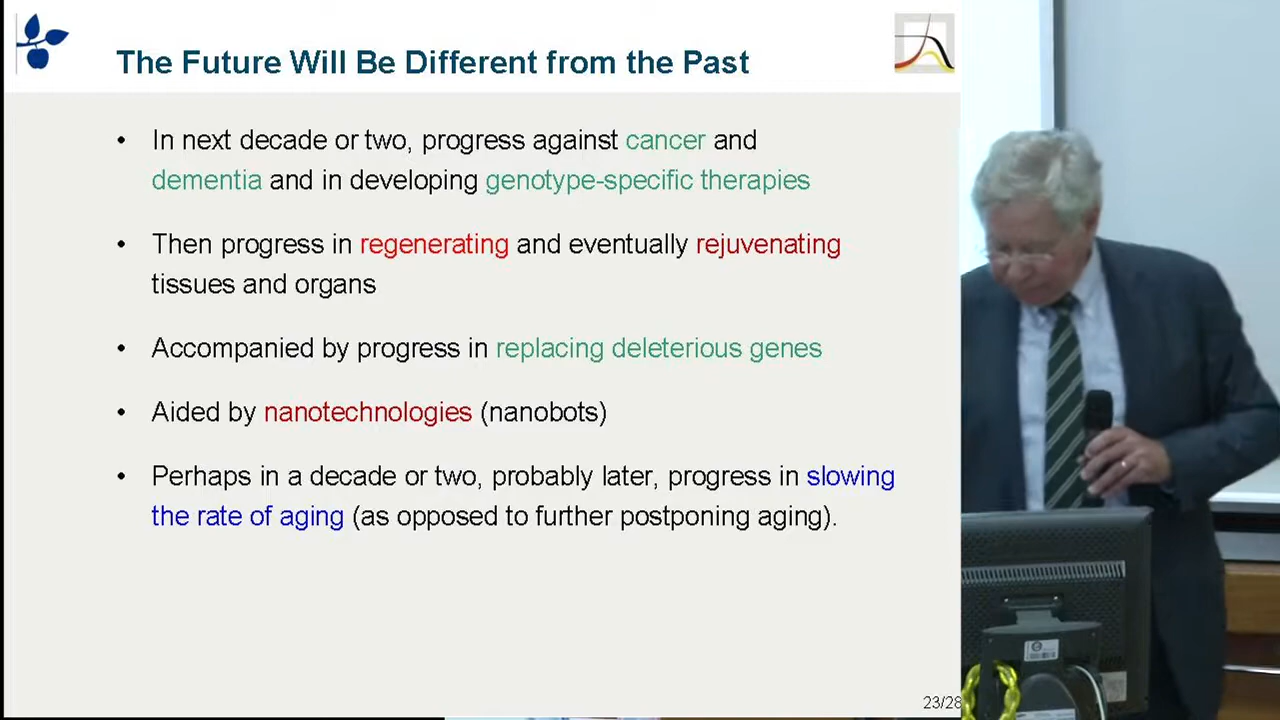 The Future Will Be Different from the Past
• In next decade or two, progress against cancer and
dementia and in developing genotype-specific therapies
• Then progress in regenerating and eventually rejuvenating
tissues and organs
• Accompanied by progress in replacing deleterious genes
• Aided by nanotechnologies (nanobots)
• Perhaps in a decade or two, probably later, progress in slowing
the rate of aging (as opposed to further postponing aging).
23/28